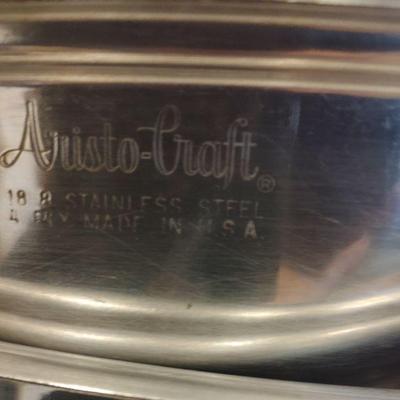 Aristo-Craft®
18 8 STAINLESS STEEL
4 PLY MADE IN U.S.A.